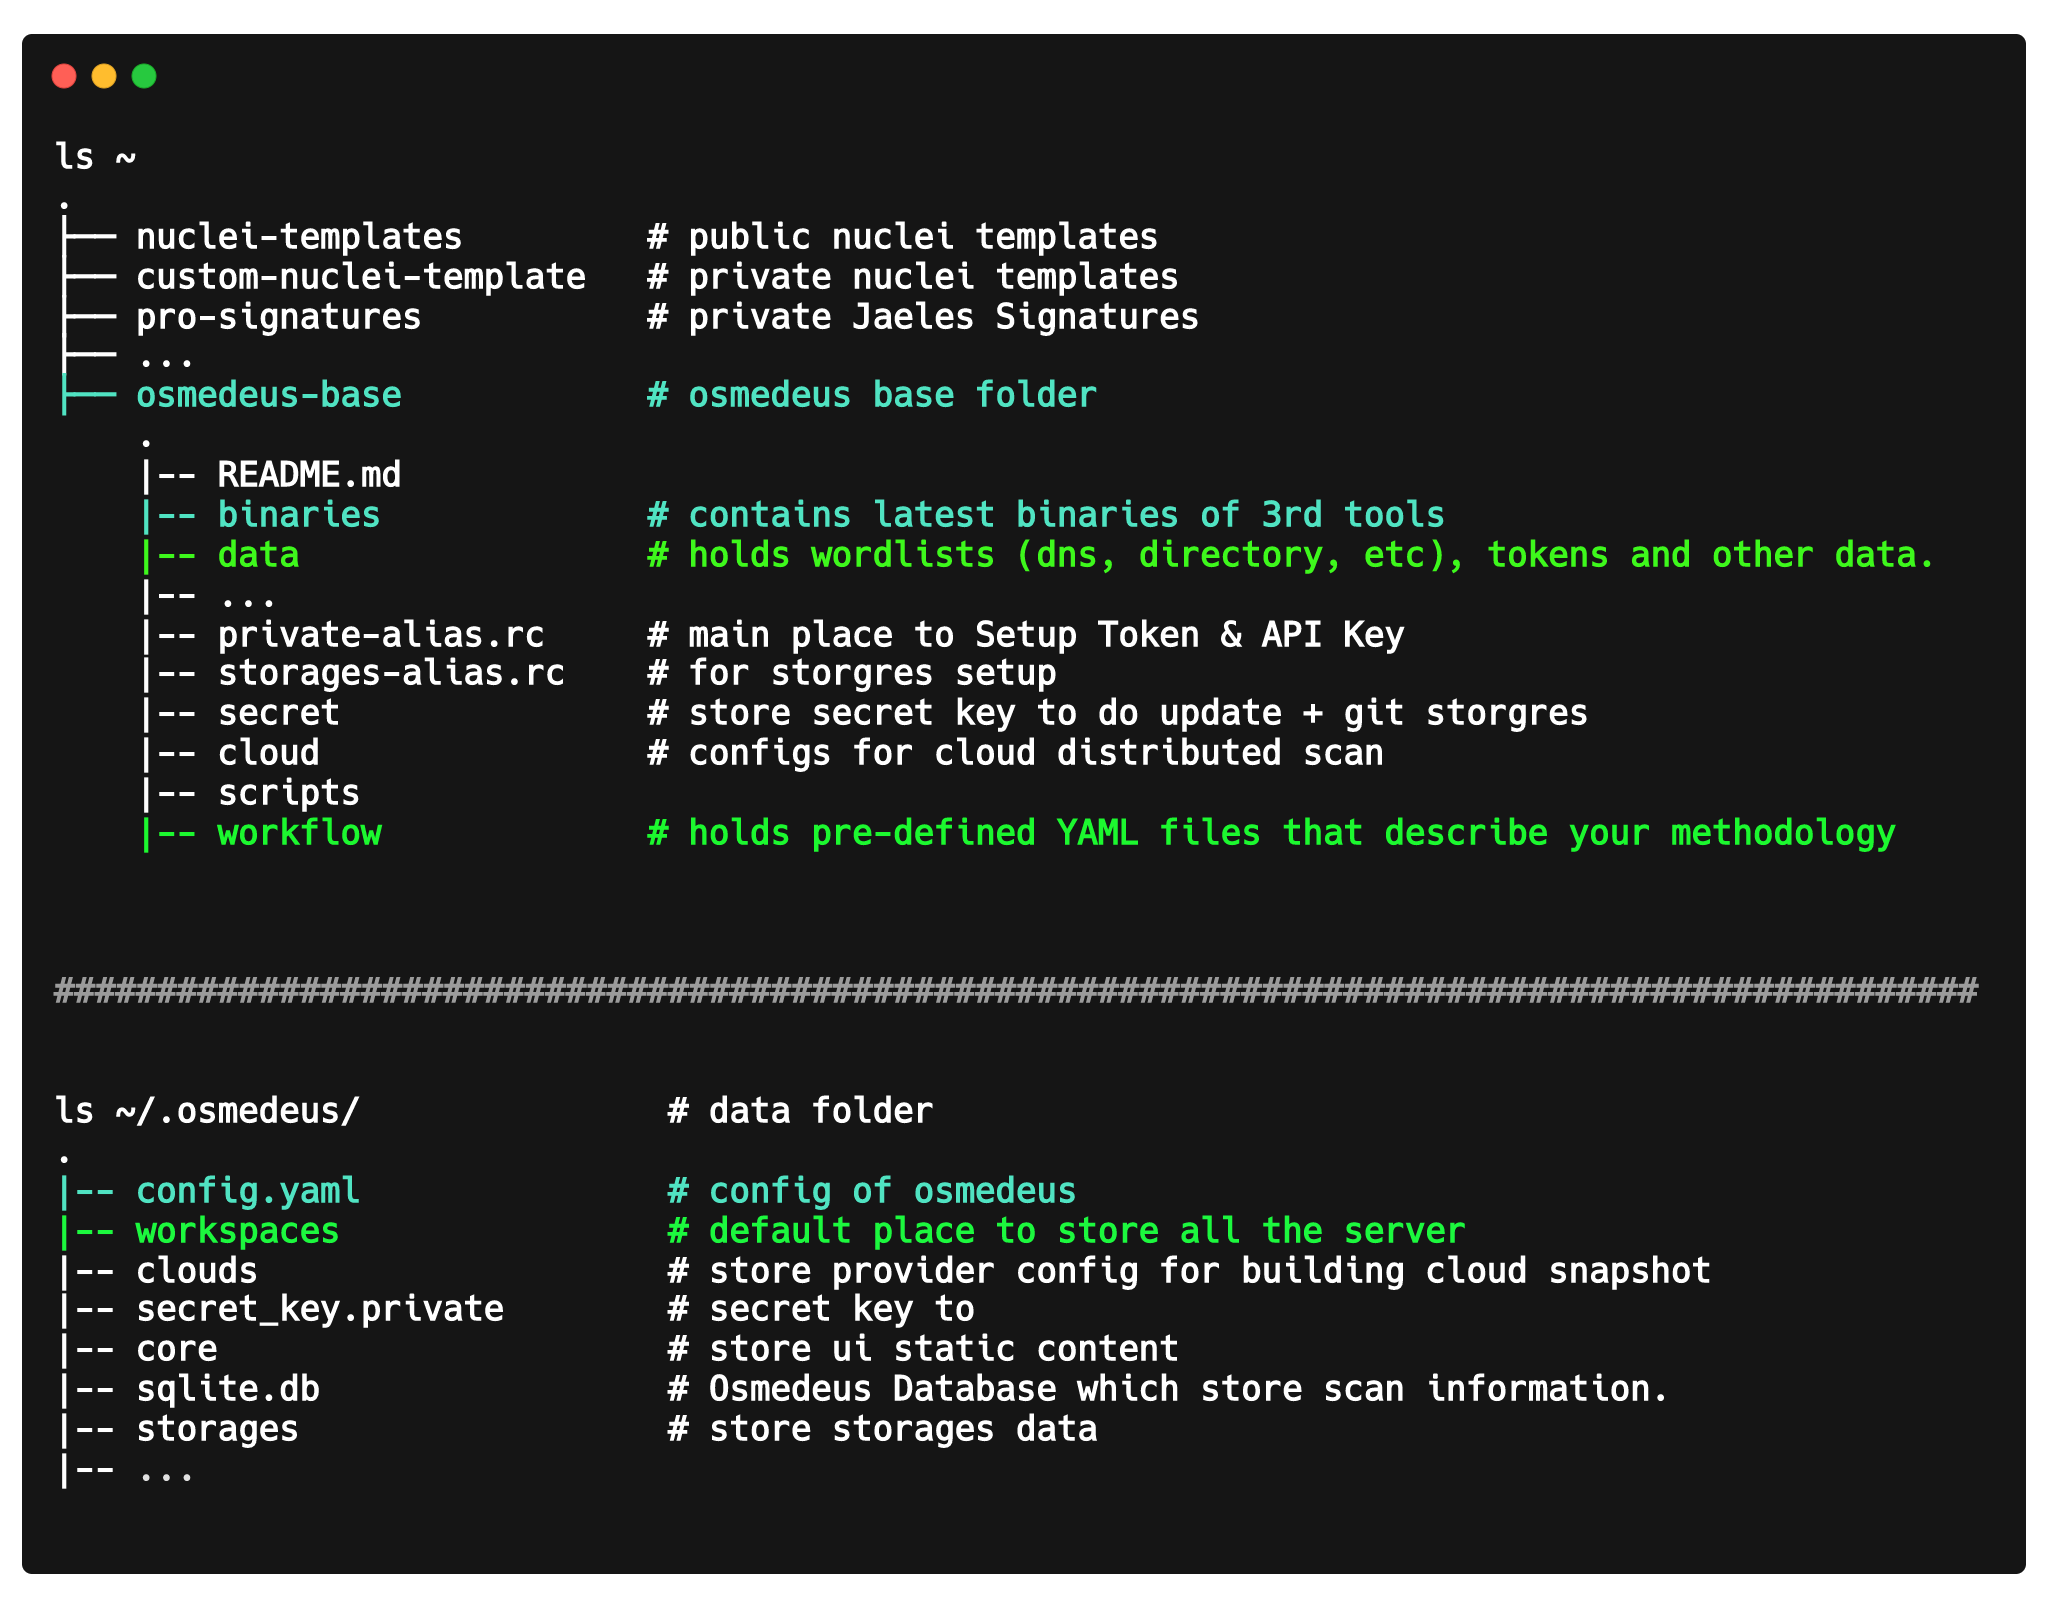 ls ~
.
├── nuclei-templates         # public nuclei templates
├── custom-nuclei-template   # private nuclei templates
├── pro-signatures           # private Jaeles Signatures
├── ...
├── osmedeus-base            # osmedeus base folder
    .
    |-- README.md
    |-- binaries             # contains latest binaries of 3rd tools
    |-- data                 # holds wordlists (dns, directory, etc), tokens and other data.
    |-- ...
    |-- private-alias.rc     # main place to Setup Token & API Key
    |-- storages-alias.rc    # for storgres setup
    |-- secret               # store secret key to do update + git storgres
    |-- cloud                # configs for cloud distributed scan
    |-- scripts
    |-- workflow             # holds pre-defined YAML files that describe your methodology
##############################################################################################
ls ~/.osmedeus/               # data folder
.
|-- config.yaml               # config of osmedeus
|-- workspaces                # default place to store all the server
|-- clouds                    # store provider config for building cloud snapshot
|-- secret_key.private        # secret key to
|-- core                      # store ui static content
|-- sqlite.db                 # Osmedeus Database which store scan information.
|-- storages                  # store storages data
|-- ...